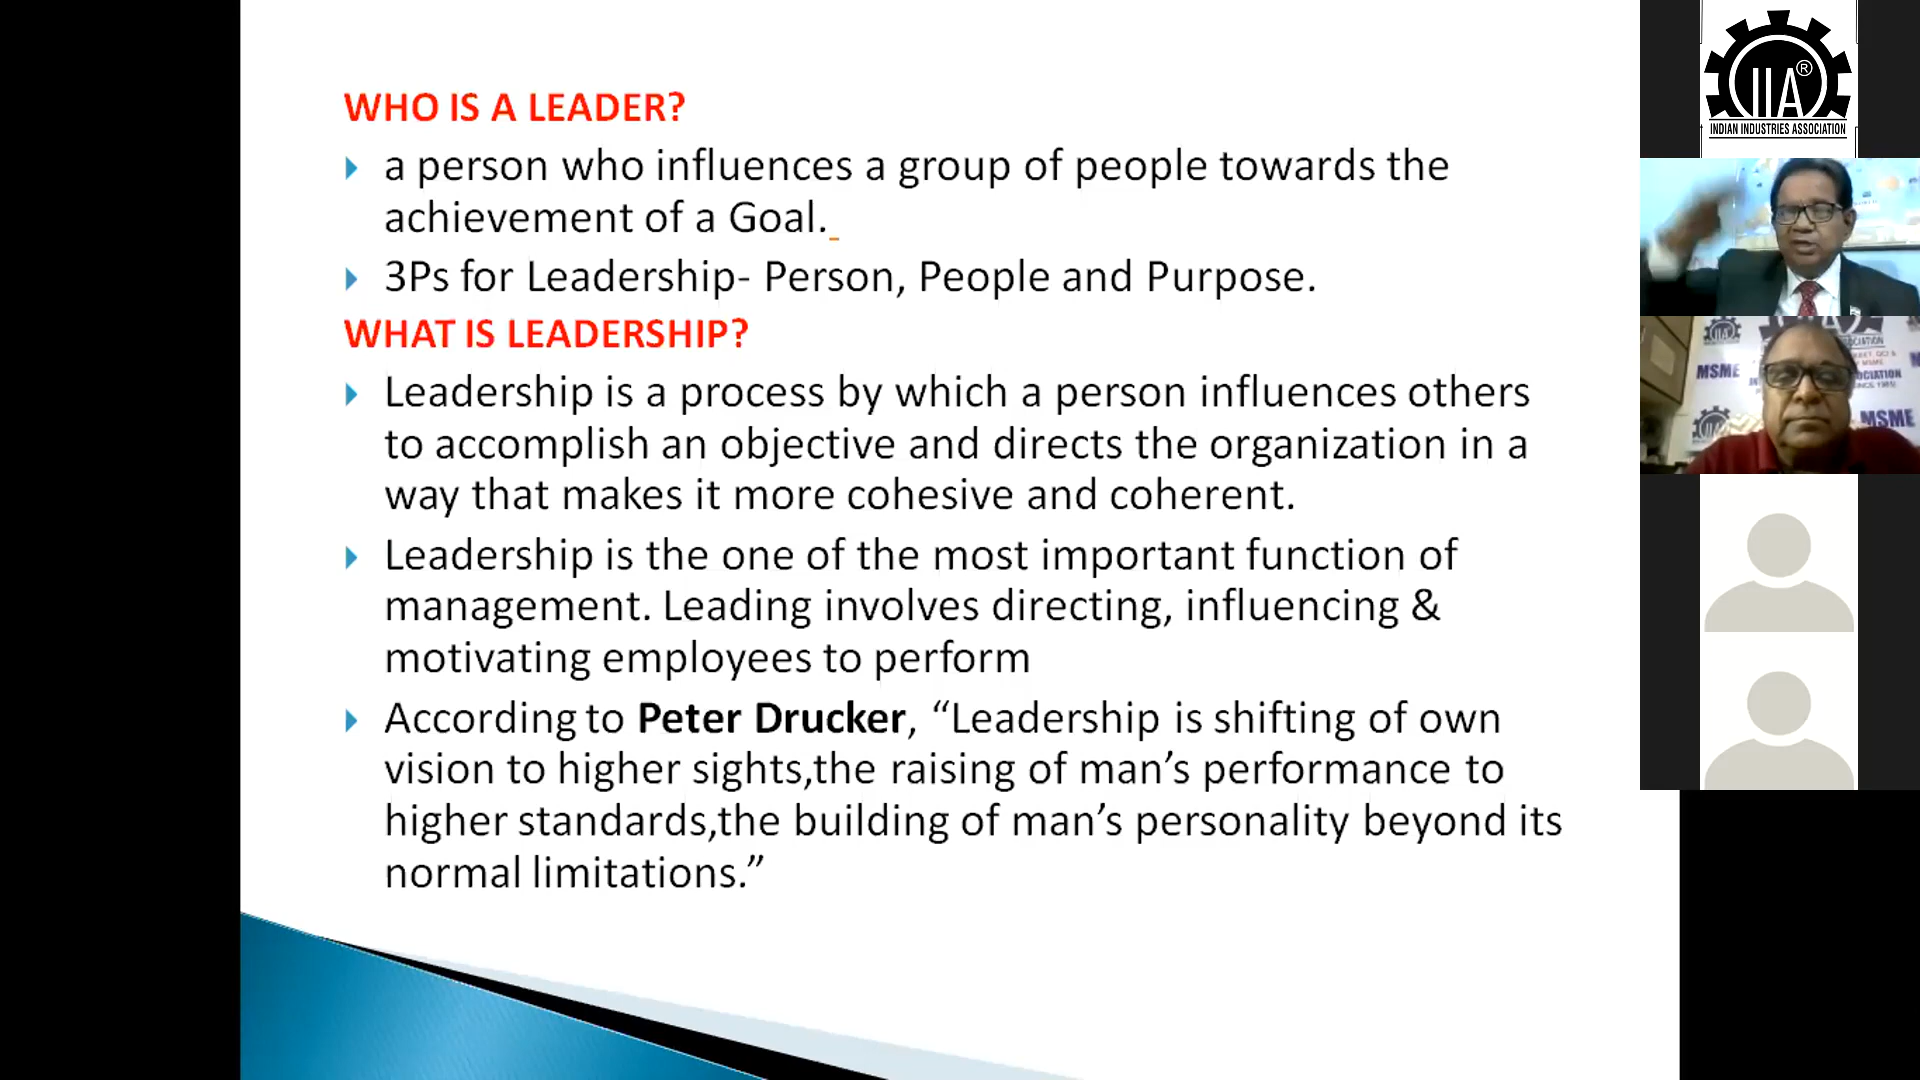 WHO IS A LEADER?
a person who influences a group of people towards the
achievement of a Goal.
3Ps for Leadership- Person, People and Purpose.
WHAT IS LEADERSHIP?
Leadership is a process by which a person influences others
to accomplish an objective and directs the organization in a
way that makes it more cohesive and coherent.
Leadership is the one of the most important function of
management. Leading involves directing, influencing &
motivating employees to perform
According to Peter Drucker, “Leadership is shifting of own
vision to higher sights,the raising of man’s performance to
higher standards,the building of man’s personality beyond its
normal limitations.”
IIA®
INDIAN INDUSTRIES ASSOCIATION
MSME
MSME